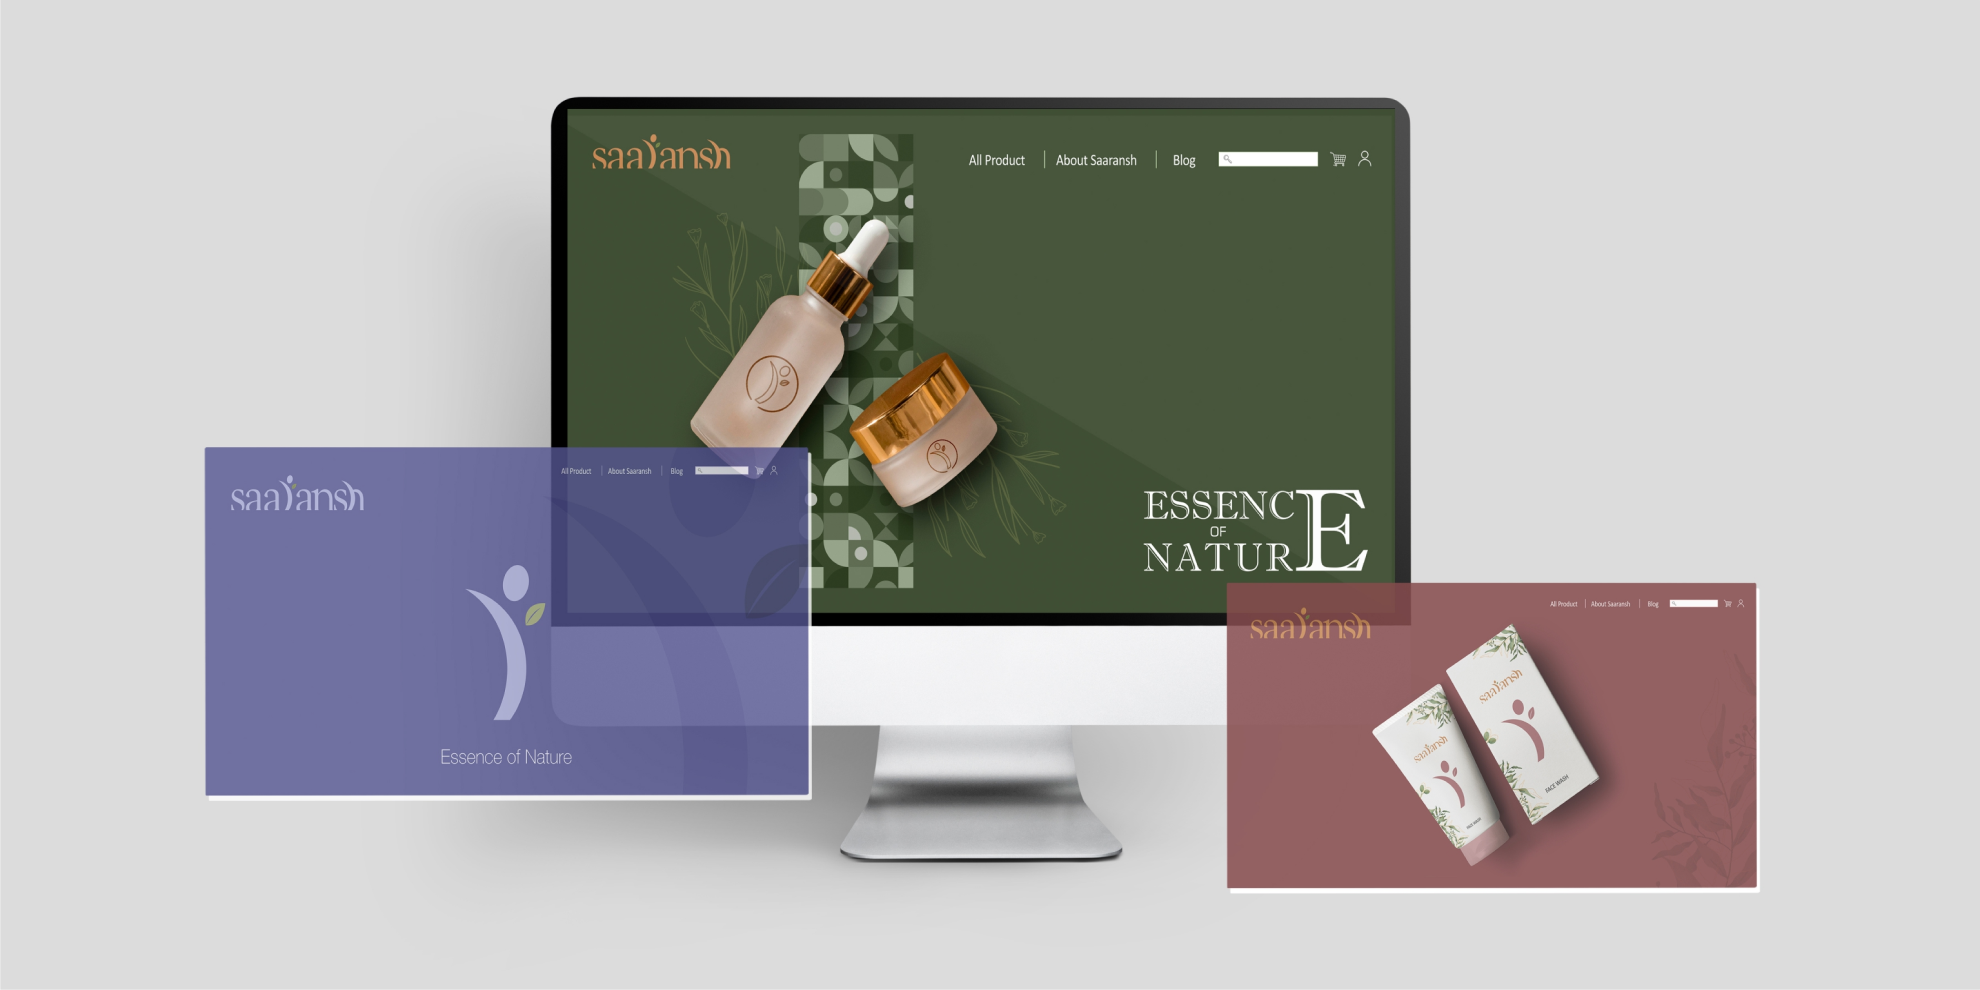 saaransh
All Product | About Saaransh | Blog
ESSENCE
OF
NATURE
All Product | About Saaransh | Blog
saaransh
Essence of Nature
All Product | About Saaransh | Blog
saaransh
saaransh
FACE WASH
saaransh
FACE WASH